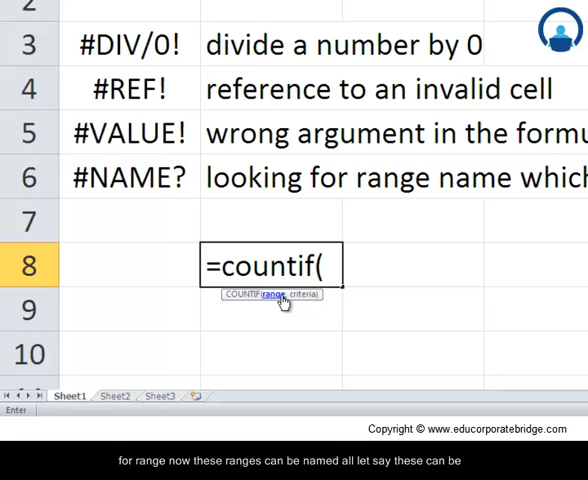 2
3 #DIV/0! divide a number by 0
4 #REF! reference to an invalid cell
5 #VALUE! wrong argument in the formu
6 #NAME? looking for range name which
7
8 =countif(
COUNTIF(range, criteria)
9
10
Sheet1 Sheet2 Sheet3
Enter
Copyright © www.educorporatebridge.com
for range now these ranges can be named all let say these can be